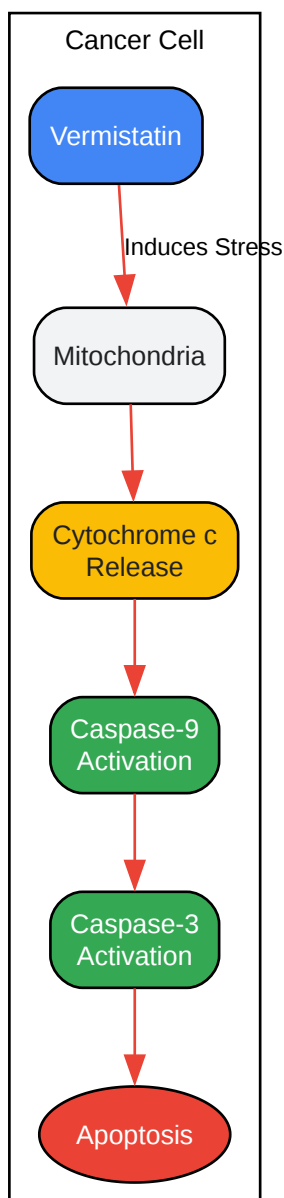 Cancer Cell
Vermistatin
Induces Stress
Mitochondria
Cytochrome c
Release
Caspase-9
Activation
Caspase-3
Activation
Apoptosis